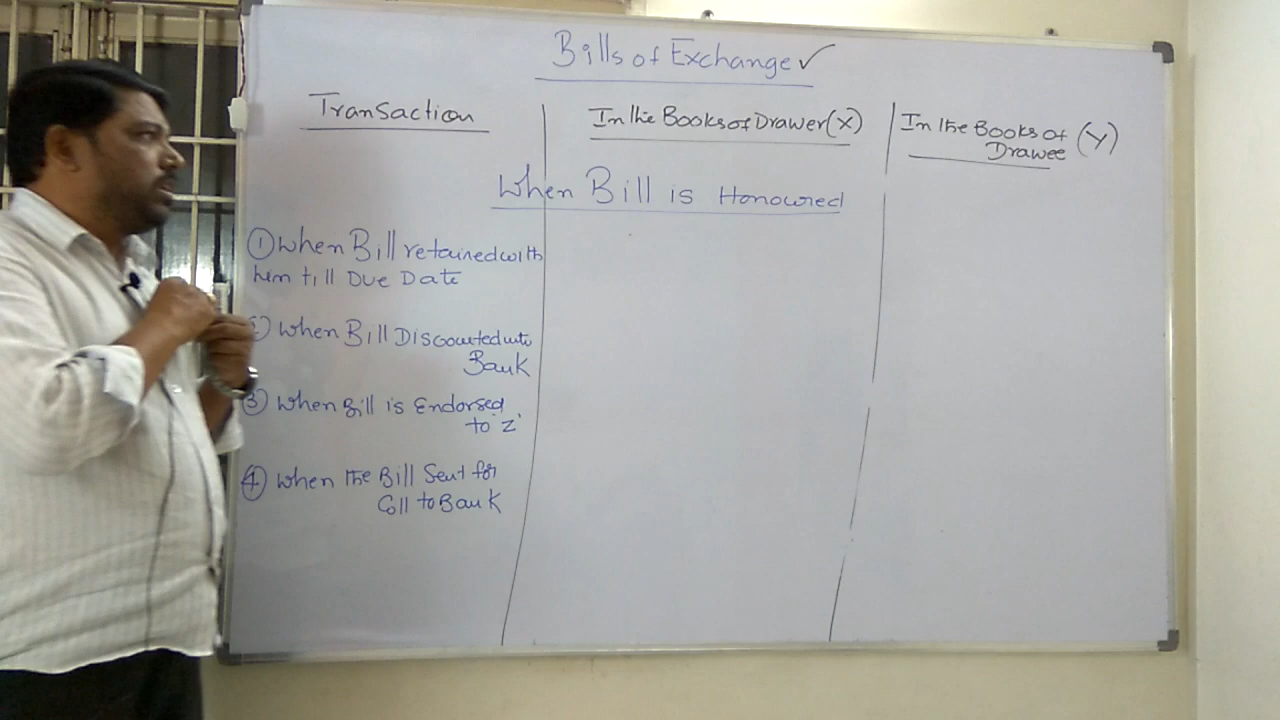 Bills of Exchange ✓
Transaction
In the Books of Drawer (X)
In the Books of Drawee (Y)
When Bill is Honoured
① When Bill retained with
him till Due Date
② When Bill Discounted with
Bank
③ When Bill is Endorsed
to 'Z'
④ When the Bill Sent for
Coll to Bank